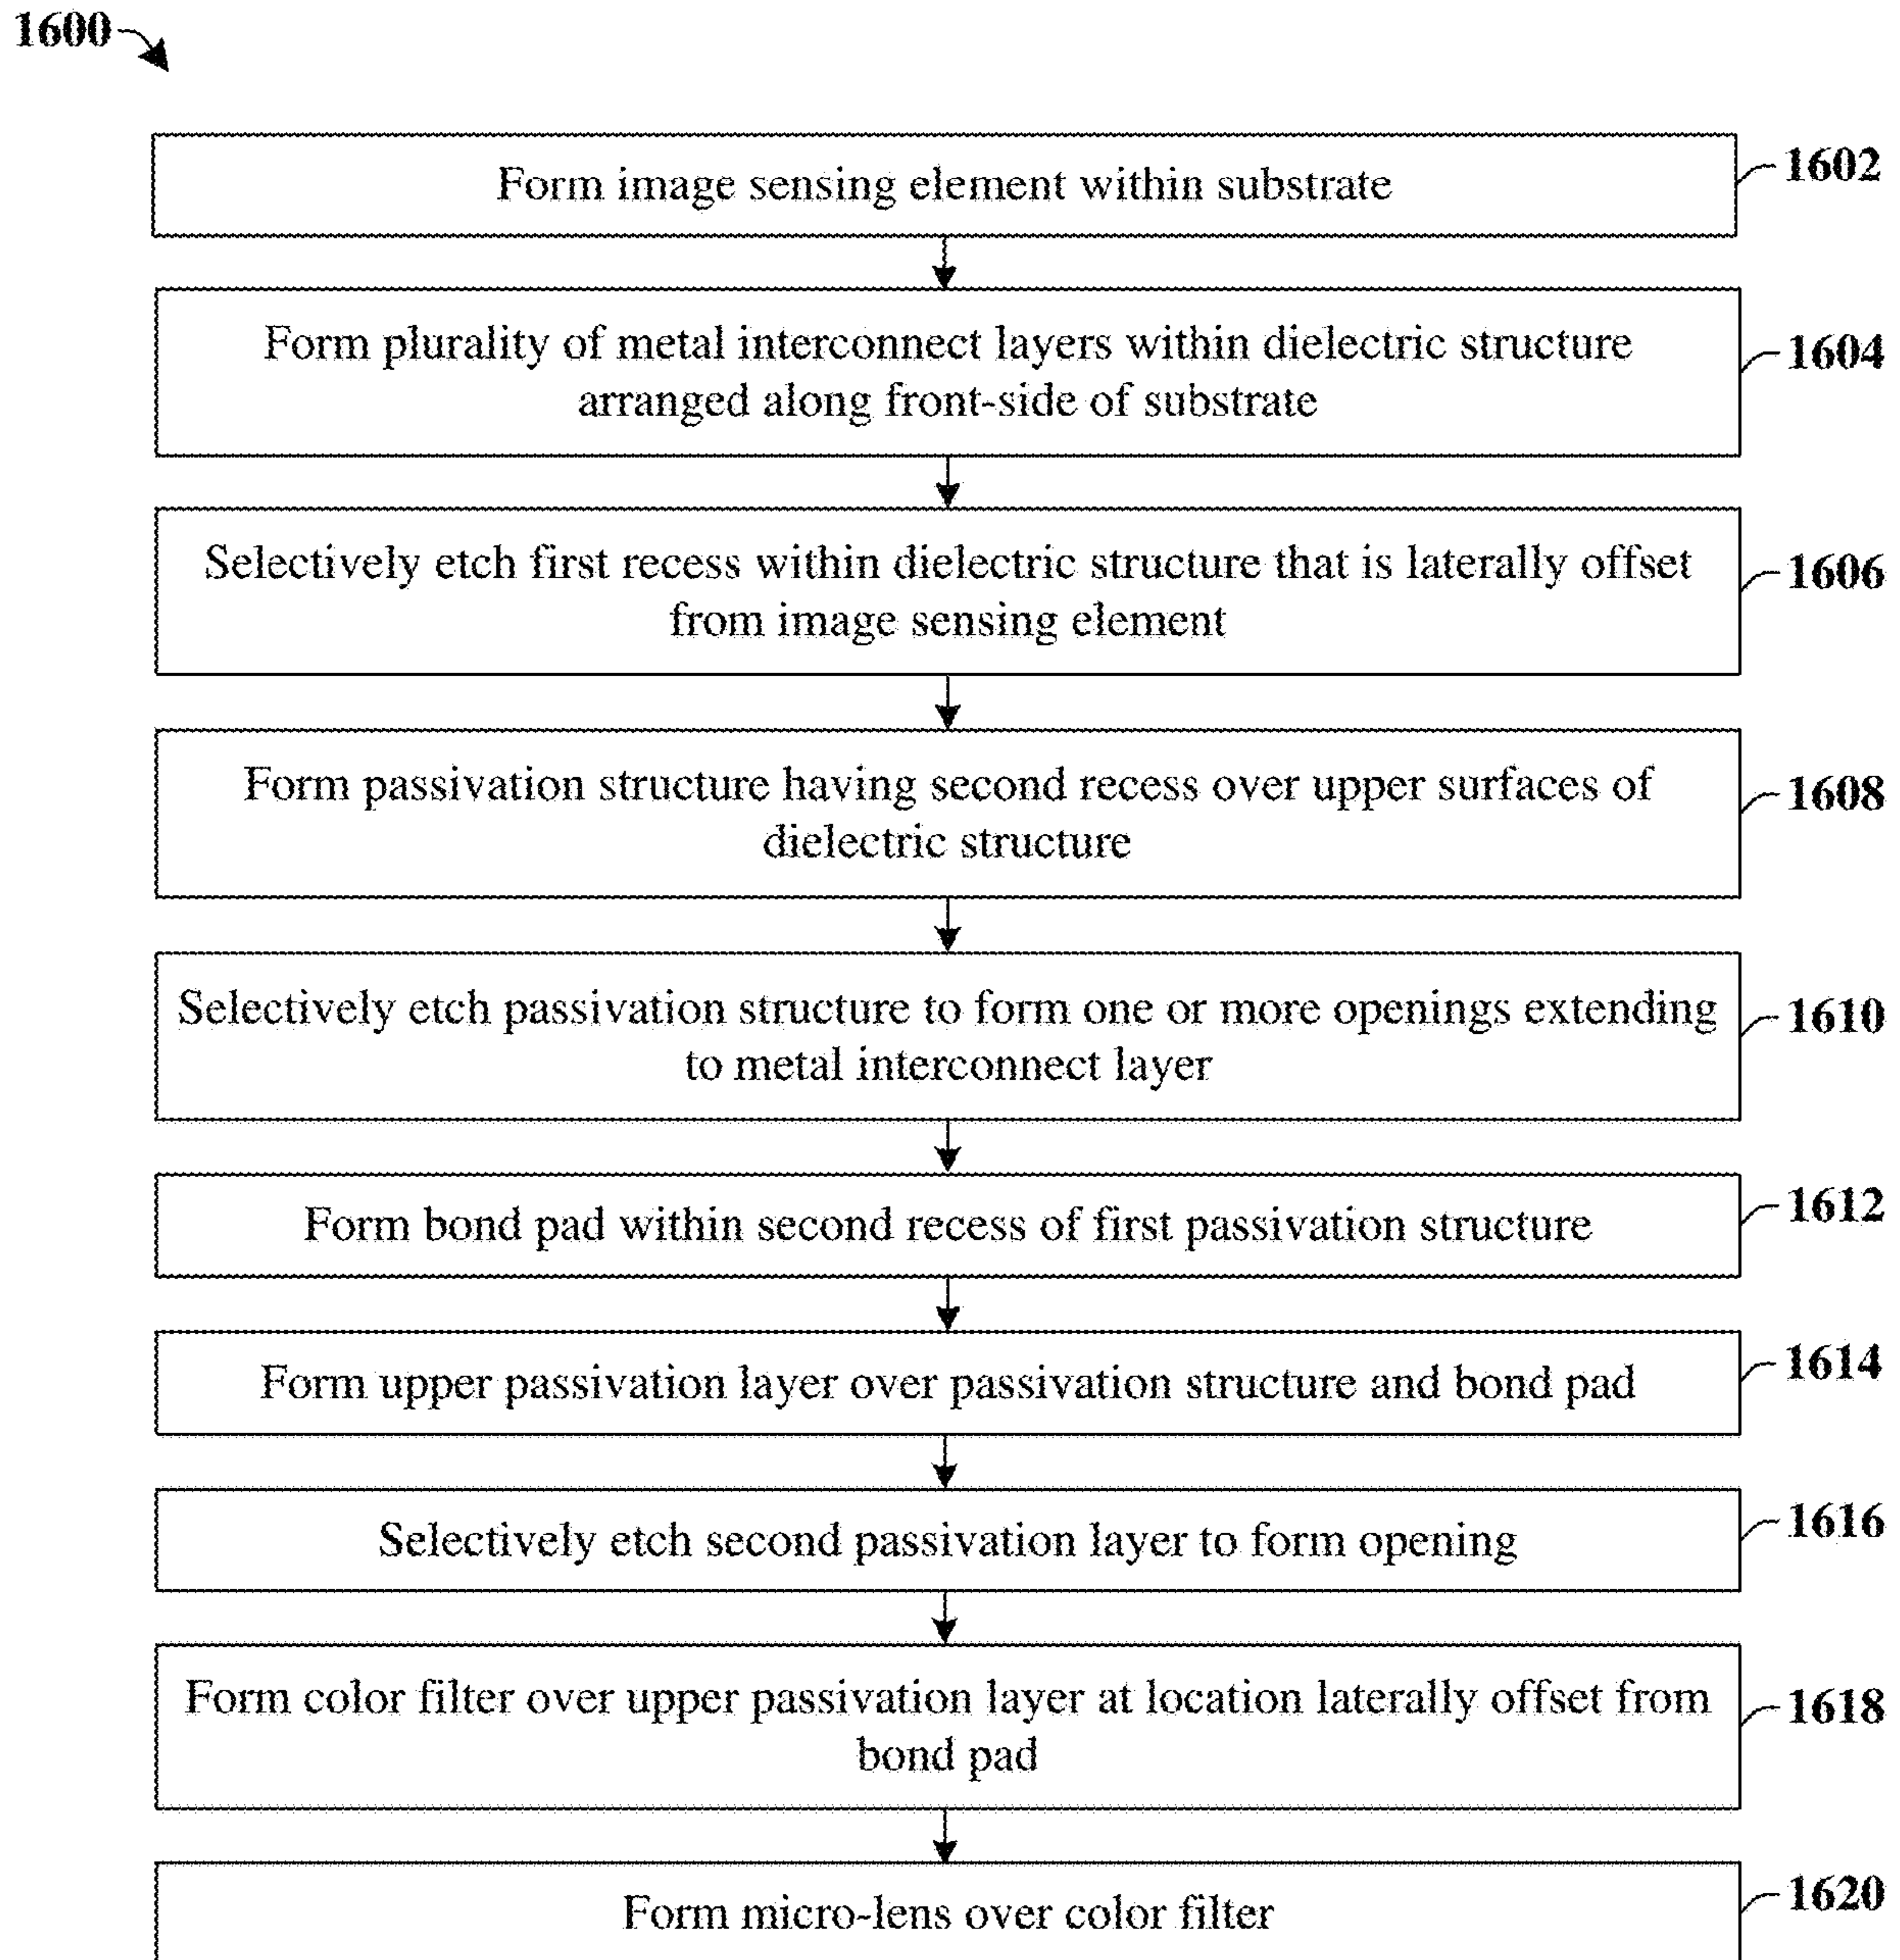 1600
Form image sensing element within substrate
1602
Form plurality of metal interconnect layers within dielectric structure
arranged along front-side of substrate
1604
Selectively etch first recess within dielectric structure that is laterally offset
from image sensing element
1606
Form passivation structure having second recess over upper surfaces of
dielectric structure
1608
Selectively etch passivation structure to form one or more openings extending
to metal interconnect layer
1610
Form bond pad within second recess of first passivation structure
1612
Form upper passivation layer over passivation structure and bond pad
1614
Selectively etch second passivation layer to form opening
1616
Form color filter over upper passivation layer at location laterally offset from
bond pad
1618
Form micro-lens over color filter
1620